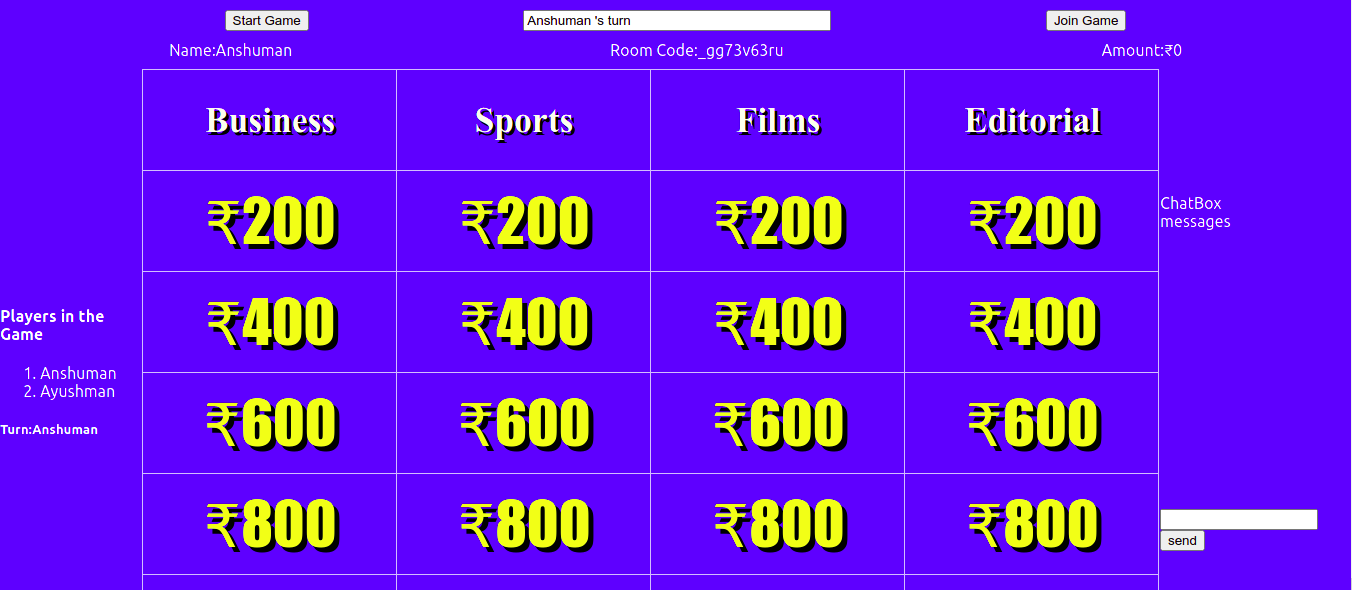 Start Game
Anshuman 's turn
Join Game
Name:Anshuman
Room Code:_gg73v63ru
Amount:₹0
Business
Sports
Films
Editorial
₹200
₹200
₹200
₹200
ChatBox
messages
₹400
₹400
₹400
₹400
Players in the
Game
1. Anshuman
2. Ayushman
Turn:Anshuman
₹600
₹600
₹600
₹600
₹800
₹800
₹800
₹800
send